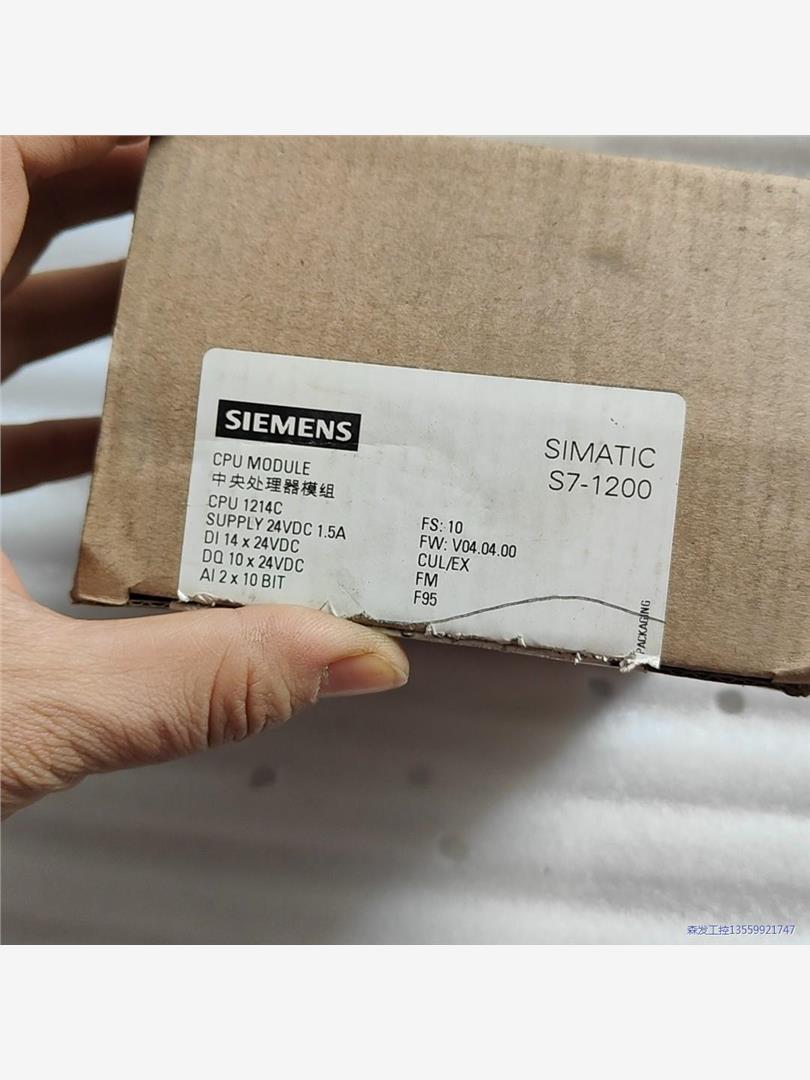 SIEMENS
SIMATIC
S7-1200
CPU MODULE
中央处理器模组
CPU 1214C
SUPPLY 24VDC 1.5A
DI 14 x 24VDC
DQ 10 x 24VDC
AI 2 x 10 BIT
FS: 10
FW: V04.04.00
CUL/EX
FM
F95
PACKAGING
森发工控13559921747